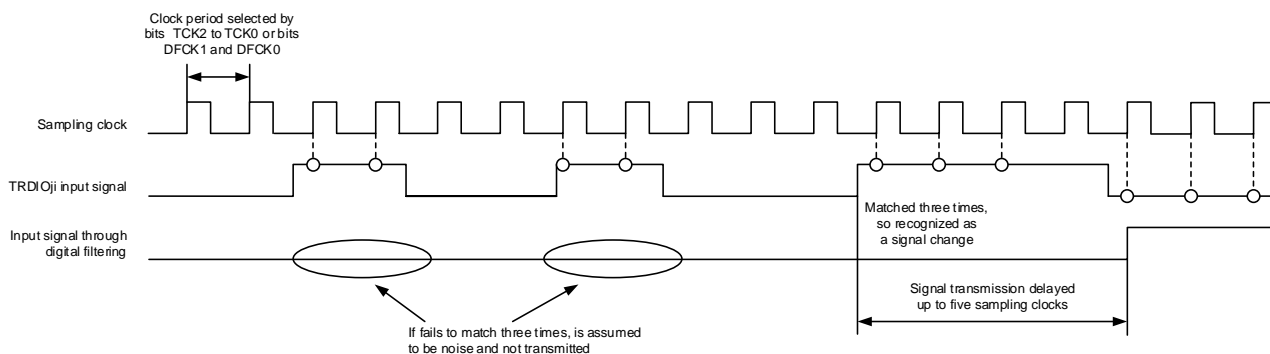 Clock period selected by
bits TCK2 to TCK0 or bits
DFCK1 and DFCK0
Sampling clock
TRDIOji input signal
Input signal through
digital filtering
Matched three times,
so recognized as
a signal change
Signal transmission delayed
up to five sampling clocks
If fails to match three times, is assumed
to be noise and not transmitted